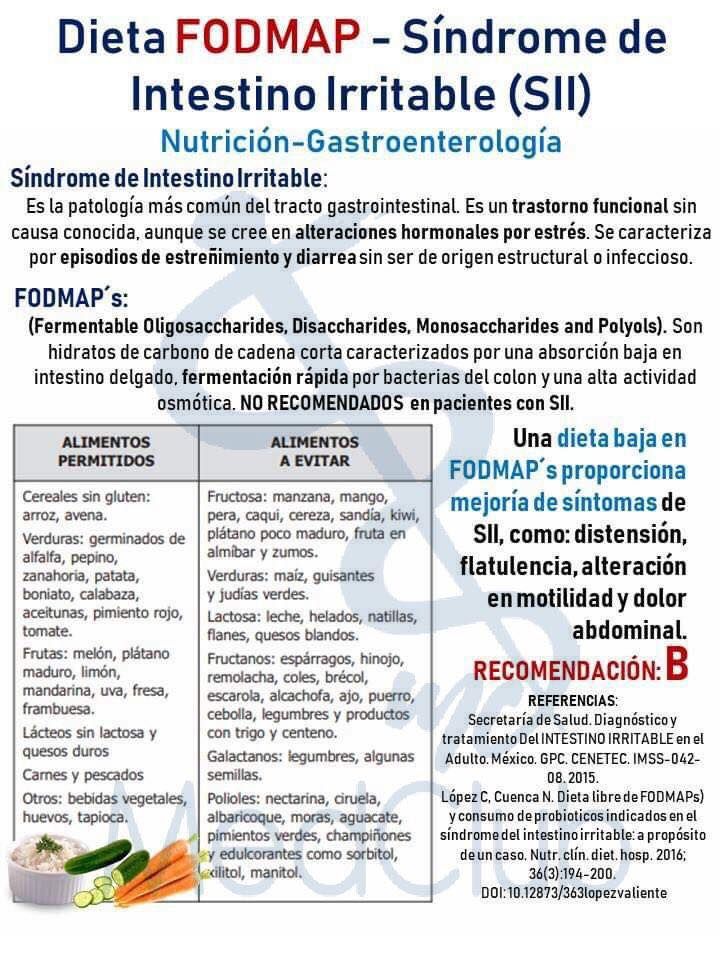 Dieta FODMAP - Síndrome de
Intestino Irritable (SII)
Nutrición-Gastroenterología
Síndrome de Intestino Irritable:
Es la patología más común del tracto gastrointestinal. Es un trastorno funcional sin
causa conocida, aunque se cree en alteraciones hormonales por estrés. Se caracteriza
por episodios de estreñimiento y diarrea sin ser de origen estructural o infeccioso.
FODMAP´s:
(Fermentable Oligosaccharides, Disaccharides, Monosaccharides and Polyols). Son
hidratos de carbono de cadena corta caracterizados por una absorción baja en
intestino delgado, fermentación rápida por bacterias del colon y una alta actividad
osmótica. NO RECOMENDADOS en pacientes con SII.
ALIMENTOS
PERMITIDOS
Cereales sin gluten:
arroz, avena.
Verduras: germinados de
alfalfa, pepino,
zanahoria, patata,
boniato, calabaza,
aceitunas, pimiento rojo,
tomate.
Frutas: melón, plátano
maduro, limón,
mandarina, uva, fresa,
frambuesa.
Lácteos sin lactosa y
quesos duros
Carnes y pescados
Otros: bebidas vegetales,
huevos, tapioca.
ALIMENTOS
A EVITAR
Fructosa: manzana, mango,
pera, caqui, cereza, sandía, kiwi,
plátano poco maduro, fruta en
almíbar y zumos.
Verduras: maíz, guisantes
y judías verdes.
Lactosa: leche, helados, natillas,
flanes, quesos blandos.
Fructanos: espárragos, hinojo,
remolacha, coles, brécol,
escarola, alcachofa, ajo, puerro,
cebolla, legumbres y productos
con trigo y centeno.
Galactanos: legumbres, algunas
semillas.
Polioles: nectarina, ciruela,
albaricoque, moras, aguacate,
pimientos verdes, champiñones
y edulcorantes como sorbitol,
xilitol, manitol.
Una dieta baja en
FODMAP´s proporciona
mejoría de síntomas de
SII, como: distensión,
flatulencia, alteración
en motilidad y dolor
abdominal.
RECOMENDACIÓN: B
REFERENCIAS:
Secretaría de Salud. Diagnóstico y
tratamiento Del INTESTINO IRRITABLE en el
Adulto. México. GPC. CENETEC. IMSS-042-
08. 2015.
López C, Cuenca N. Dieta libre de FODMAPs)
y consumo de probioticos indicados en el
síndrome del intestino irritable: a propósito
de un caso. Nutr. clín. diet. hosp. 2016;
36(3):194-200.
DOI: 10.12873/363lopezvaliente
MedClub